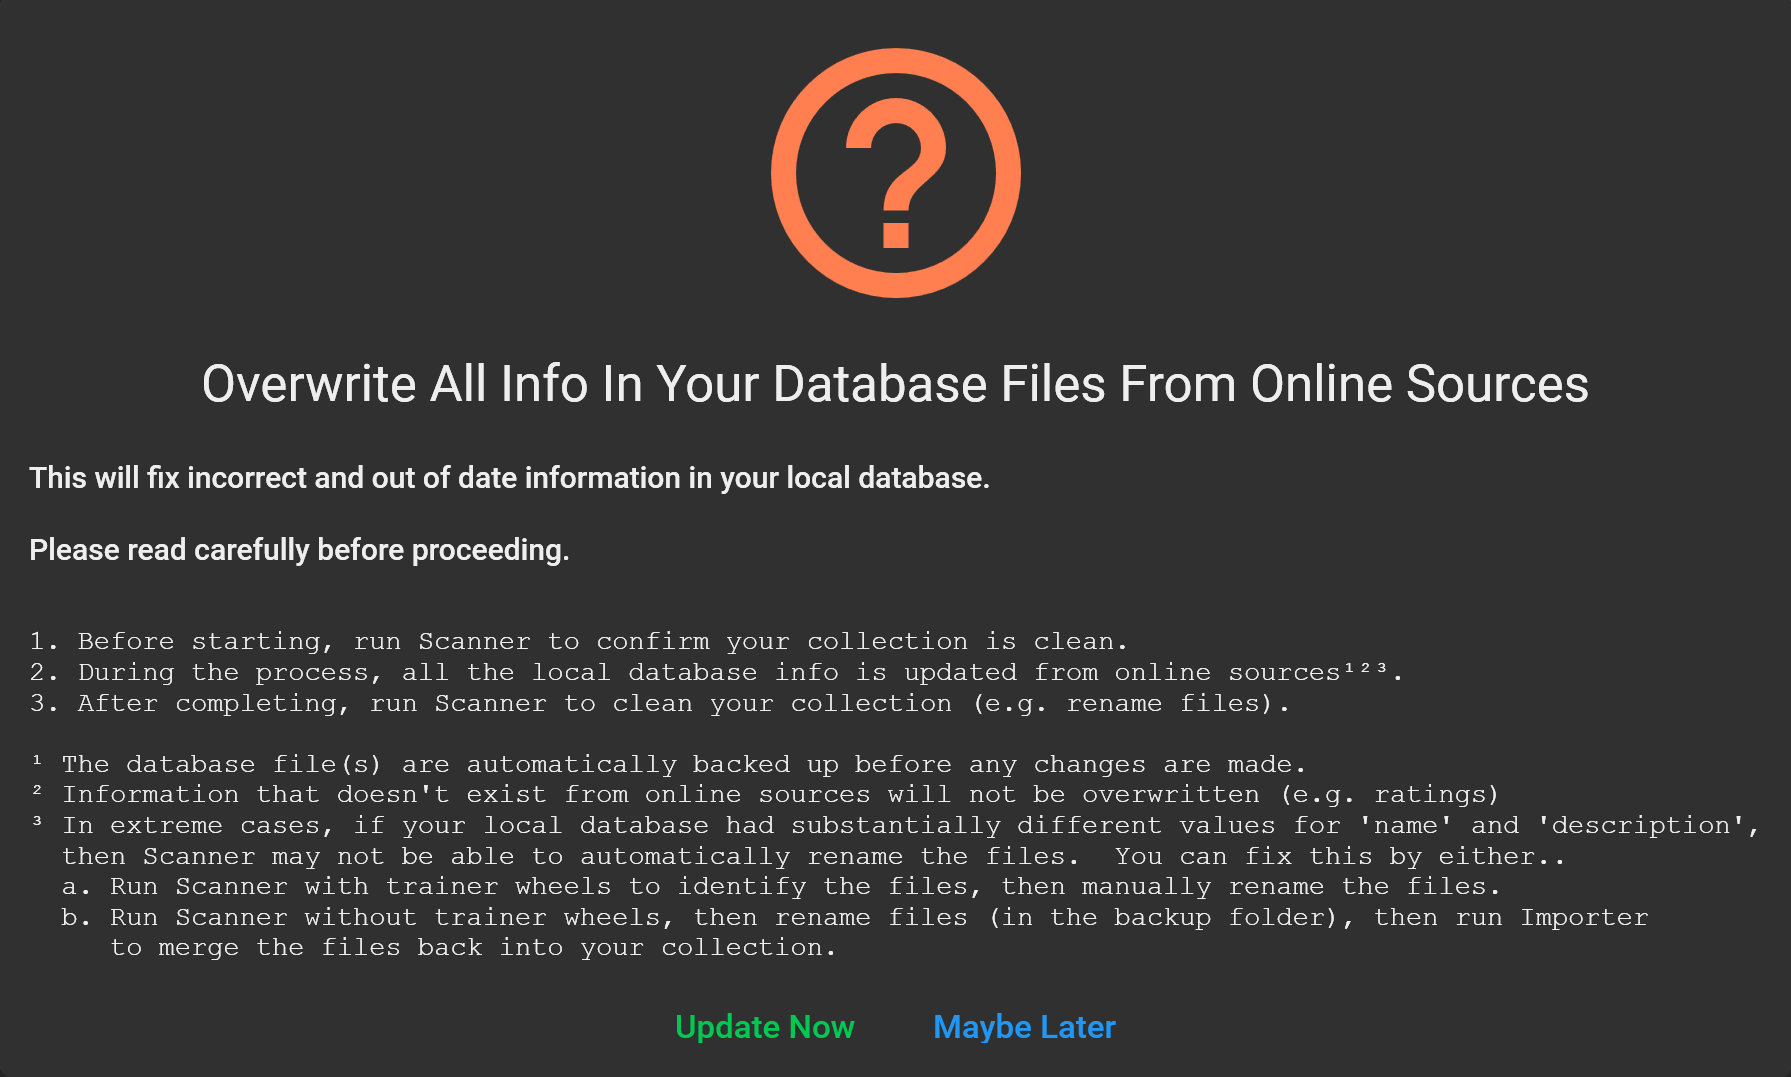 ?
Overwrite All Info In Your Database Files From Online Sources
This will fix incorrect and out of date information in your local database.
Please read carefully before proceeding.
1. Before starting, run Scanner to confirm your collection is clean.
2. During the process, all the local database info is updated from online sources¹²³.
3. After completing, run Scanner to clean your collection (e.g. rename files).
¹ The database file(s) are automatically backed up before any changes are made.
² Information that doesn't exist from online sources will not be overwritten (e.g. ratings)
³ In extreme cases, if your local database had substantially different values for 'name' and 'description',
then Scanner may not be able to automatically rename the files.  You can fix this by either..
a. Run Scanner with trainer wheels to identify the files, then manually rename the files.
b. Run Scanner without trainer wheels, then rename files (in the backup folder), then run Importer
to merge the files back into your collection.
Update Now Maybe Later